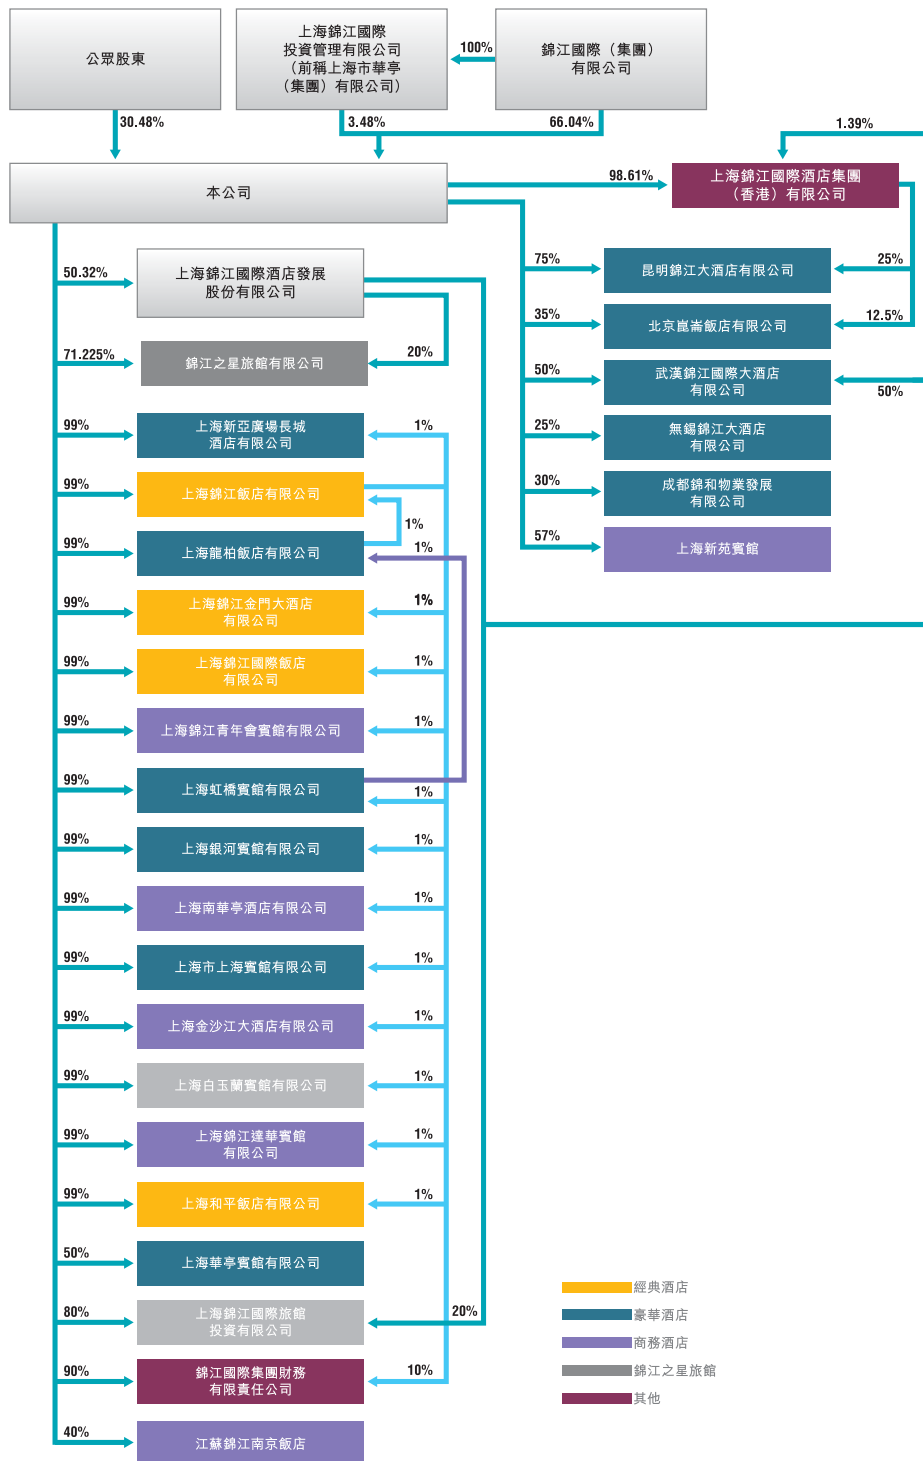 公眾股東
上海錦江國際
投資管理有限公司
（前稱上海市華亭
（集團）有限公司）
100%
錦江國際（集團）
有限公司
30.48%
3.48%
66.04%
1.39%
本公司
98.61%
上海錦江國際酒店集團
（香港）有限公司
50.32%
上海錦江國際酒店發展
股份有限公司
75%
昆明錦江大酒店有限公司
25%
35%
北京崑崙飯店有限公司
12.5%
71.225%
錦江之星旅館有限公司
20%
50%
武漢錦江國際大酒店
有限公司
50%
99%
上海新亞廣場長城
酒店有限公司
1%
25%
無錫錦江大酒店
有限公司
99%
上海錦江飯店有限公司
1%
30%
成都錦和物業發展
有限公司
99%
上海龍柏飯店有限公司
1%
57%
上海新苑賓館
99%
上海錦江金門大酒店
有限公司
1%
99%
上海錦江國際飯店
有限公司
1%
99%
上海錦江青年會賓館有限公司
1%
99%
上海虹橋賓館有限公司
1%
99%
上海銀河賓館有限公司
1%
99%
上海南華亭酒店有限公司
1%
99%
上海市上海賓館有限公司
1%
99%
上海金沙江大酒店有限公司
1%
99%
上海白玉蘭賓館有限公司
1%
99%
上海錦江達華賓館
有限公司
1%
99%
上海和平飯店有限公司
1%
50%
上海華亭賓館有限公司
80%
上海錦江國際旅館
投資有限公司
20%
90%
錦江國際集團財務
有限責任公司
10%
40%
江蘇錦江南京飯店
經典酒店
豪華酒店
商務酒店
錦江之星旅館
其他